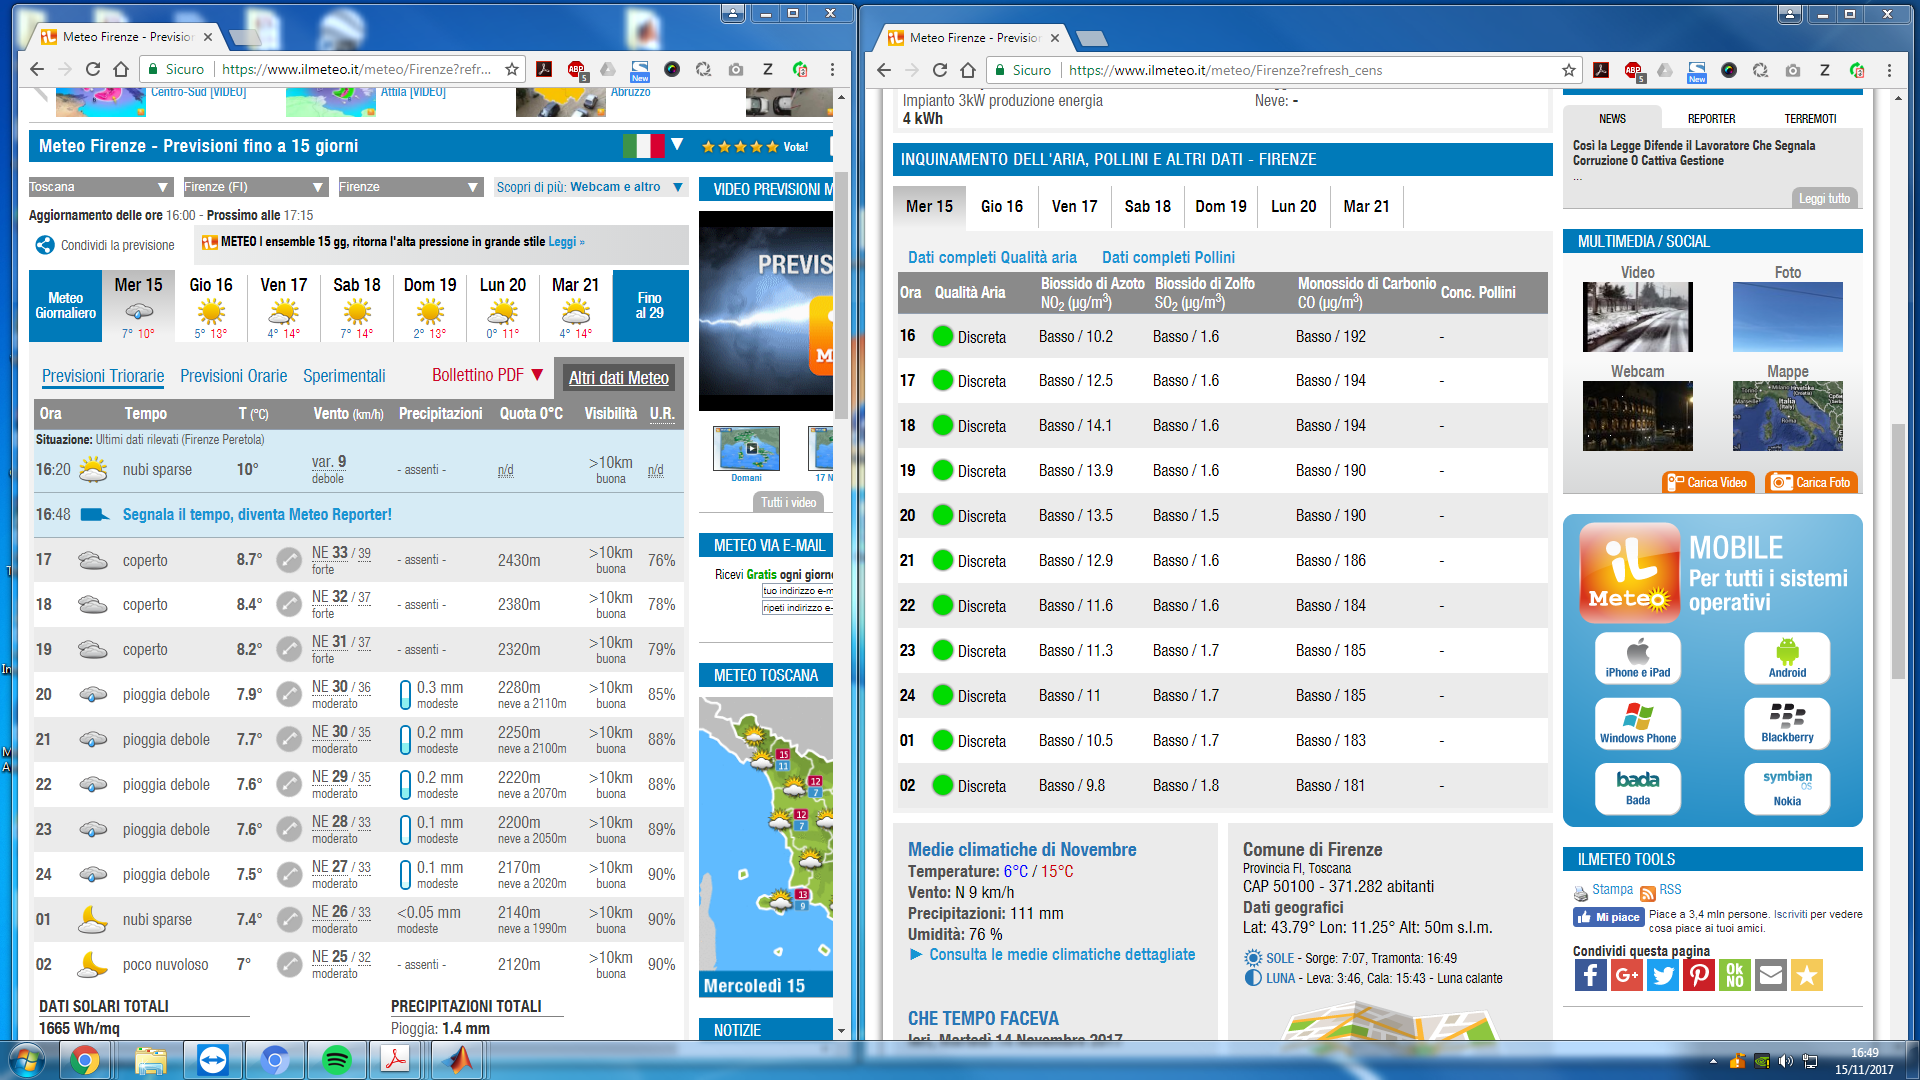 Meteo Firenze - Previsior
Sicuro
https://www.ilmeteo.it/meteo/Firenze?refr...
Centro-Sud [VIDEO]
Attila [VIDEO]
Abruzzo
Meteo Firenze - Previsioni fino a 15 giorni
Vota!
Toscana
Firenze (FI)
Firenze
Scopri di più: Webcam e altro
Aggiornamento delle ore 16:00 - Prossimo alle 17:15
Condividi la previsione
METEO l ensemble 15 gg, ritorna l'alta pressione in grande stile Leggi »
Meteo Giornaliero
Mer 15 7° 10°
Gio 16 5° 13°
Ven 17 4° 14°
Sab 18 7° 14°
Dom 19 2° 13°
Lun 20 0° 11°
Mar 21 4° 14°
Fino al 29
Previsioni Triorarie
Previsioni Orarie
Sperimentali
Bollettino PDF
Altri dati Meteo
Ora Tempo T (°C) Vento (km/h) Precipitazioni Quota 0°C Visibilità U.R.
Situazione: Ultimi dati rilevati (Firenze Peretola)
16:20 nubi sparse 10° var. 9 debole - assenti - n/d >10km buona n/d
16:48 Segnala il tempo, diventa Meteo Reporter!
17 coperto 8.7° NE 33 / 39 forte - assenti - 2430m >10km buona 76%
18 coperto 8.4° NE 32 / 37 forte - assenti - 2380m >10km buona 78%
19 coperto 8.2° NE 31 / 37 forte - assenti - 2320m >10km buona 79%
20 pioggia debole 7.9° NE 30 / 36 moderato 0.3 mm modeste 2280m neve a 2110m >10km buona 85%
21 pioggia debole 7.7° NE 30 / 35 moderato 0.2 mm modeste 2250m neve a 2100m >10km buona 88%
22 pioggia debole 7.6° NE 29 / 35 moderato 0.2 mm modeste 2220m neve a 2070m >10km buona 88%
23 pioggia debole 7.6° NE 28 / 33 moderato 0.1 mm modeste 2200m neve a 2050m >10km buona 89%
24 pioggia debole 7.5° NE 27 / 33 moderato 0.1 mm modeste 2170m neve a 2020m >10km buona 90%
01 nubi sparse 7.4° NE 26 / 33 moderato <0.05 mm modeste 2140m neve a 1990m >10km buona 90%
02 poco nuvoloso 7° NE 25 / 32 moderato - assenti - 2120m >10km buona 90%
DATI SOLARI TOTALI
1665 Wh/mq
PRECIPITAZIONI TOTALI
Pioggia: 1.4 mm
VIDEO PREVISIONI M
PREVIS
Domani
17 N
Tutti i video
METEO VIA E-MAIL
Ricevi Gratis ogni giorno
tuo indirizzo e-m
ripeti indirizzo e-
METEO TOSCANA
15
11
12
7
12
7
13
9
Mercoledì 15
NOTIZIE
Meteo Firenze - Previsior
Sicuro
https://www.ilmeteo.it/meteo/Firenze?refresh_cens
Impianto 3kW produzione energia
4 kWh
Neve: -
INQUINAMENTO DELL'ARIA, POLLINI E ALTRI DATI - FIRENZE
Mer 15
Gio 16
Ven 17
Sab 18
Dom 19
Lun 20
Mar 21
Dati completi Qualità aria
Dati completi Pollini
Ora Qualità Aria Biossido di Azoto NO2 (µg/m3) Biossido di Zolfo SO2 (µg/m3) Monossido di Carbonio CO (µg/m3) Conc. Pollini
16 Discreta Basso / 10.2 Basso / 1.6 Basso / 192 -
17 Discreta Basso / 12.5 Basso / 1.6 Basso / 194 -
18 Discreta Basso / 14.1 Basso / 1.6 Basso / 194 -
19 Discreta Basso / 13.9 Basso / 1.6 Basso / 190 -
20 Discreta Basso / 13.5 Basso / 1.5 Basso / 190 -
21 Discreta Basso / 12.9 Basso / 1.6 Basso / 186 -
22 Discreta Basso / 11.6 Basso / 1.6 Basso / 184 -
23 Discreta Basso / 11.3 Basso / 1.7 Basso / 185 -
24 Discreta Basso / 11 Basso / 1.7 Basso / 185 -
01 Discreta Basso / 10.5 Basso / 1.7 Basso / 183 -
02 Discreta Basso / 9.8 Basso / 1.8 Basso / 181 -
Medie climatiche di Novembre
Temperature: 6°C / 15°C
Vento: N 9 km/h
Precipitazioni: 111 mm
Umidità: 76 %
► Consulta le medie climatiche dettagliate
CHE TEMPO FACEVA
Ieri, Martedì 14 Novembre 2017
Comune di Firenze
Provincia FI, Toscana
CAP 50100 - 371.282 abitanti
Dati geografici
Lat: 43.79° Lon: 11.25° Alt: 50m s.l.m.
SOLE - Sorge: 7:07, Tramonta: 16:49
LUNA - Leva: 3:46, Cala: 15:43 - Luna calante
NEWS
REPORTER
TERREMOTI
Così la Legge Difende il Lavoratore Che Segnala
Corruzione O Cattiva Gestione
...
Leggi tutto
MULTIMEDIA / SOCIAL
Video
Foto
Webcam
Mappe
Italia
Roma
Carica Video
Carica Foto
iL
Meteo
MOBILE
Per tutti i sistemi
operativi
iPhone e iPad
Android
Windows Phone
Blackberry
bada
Bada
symbian OS
Nokia
ILMETEO TOOLS
Stampa
RSS
Mi piace
Piace a 3,4 mln persone. Iscriviti per vedere
cosa piace ai tuoi amici.
Condividi questa pagina
OK
NO
16:49
15/11/2017